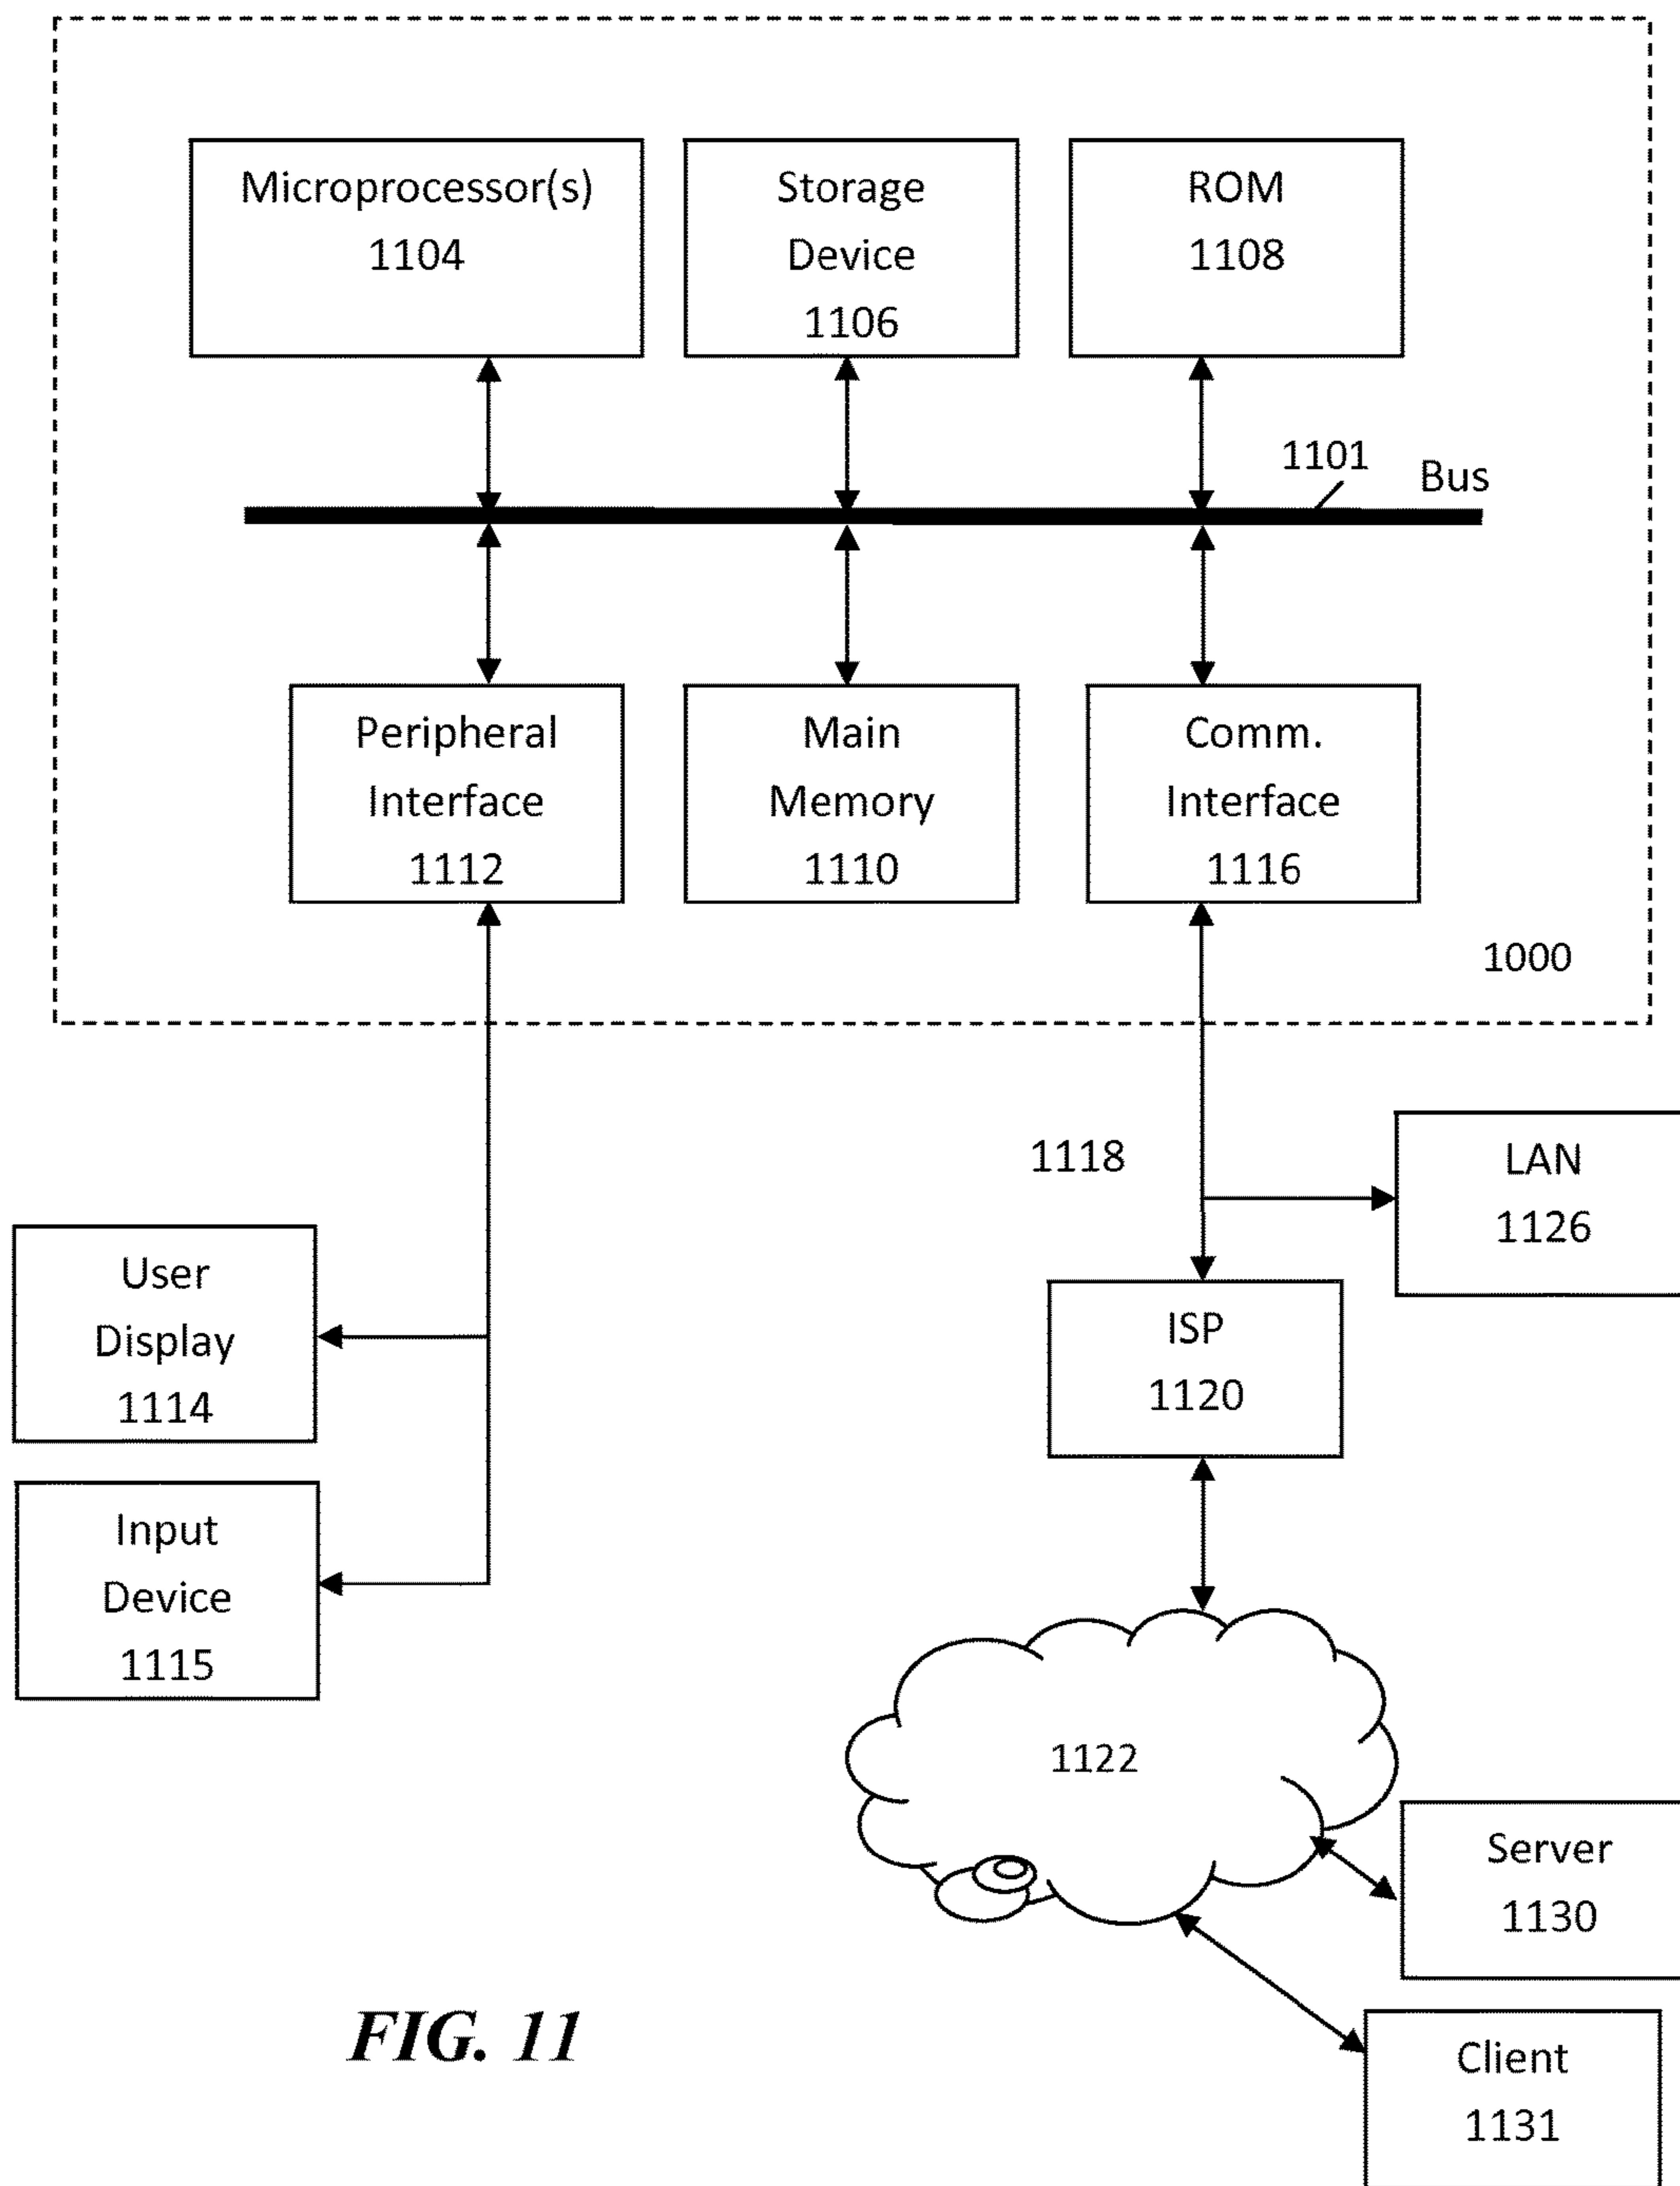 Microprocessor(s)
1104
Storage
Device
1106
ROM
1108
1101
Bus
Peripheral
Interface
1112
Main
Memory
1110
Comm.
Interface
1116
1000
1118
LAN
1126
User
Display
1114
ISP
1120
Input
Device
1115
1122
Server
1130
Client
1131
FIG. 11